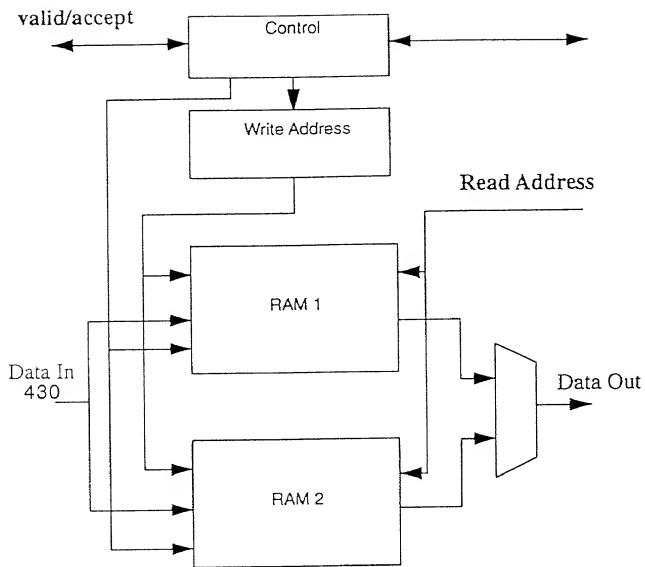 valid/accept
Control
Write Address
Read Address
RAM 1
Data In
430
Data Out
RAM 2